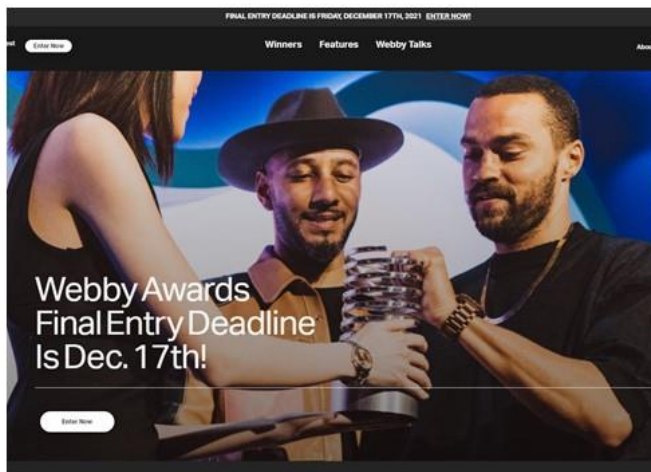 FINAL ENTRY DEADLINE IS FRIDAY, DECEMBER 17TH, 2021 ENTER NOW!
Enter Now Winners Features Webby Talks
Webby Awards
Final Entry Deadline
Is Dec. 17th!
Enter Now